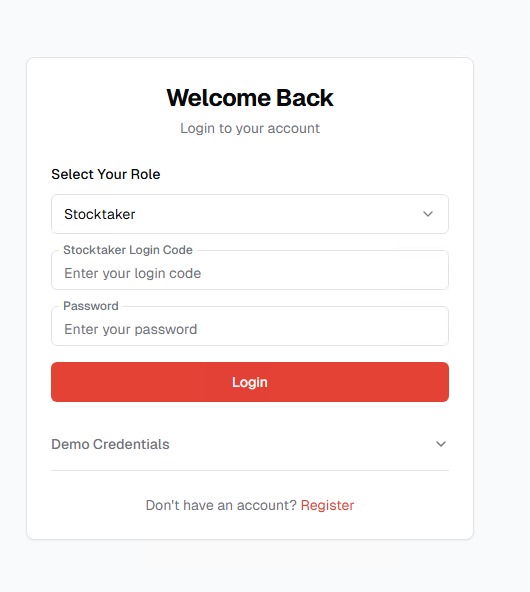 Welcome Back
Login to your account
Select Your Role
Stocktaker
Stocktaker Login Code
Enter your login code
Password
Enter your password
Login
Demo Credentials
Don't have an account? Register